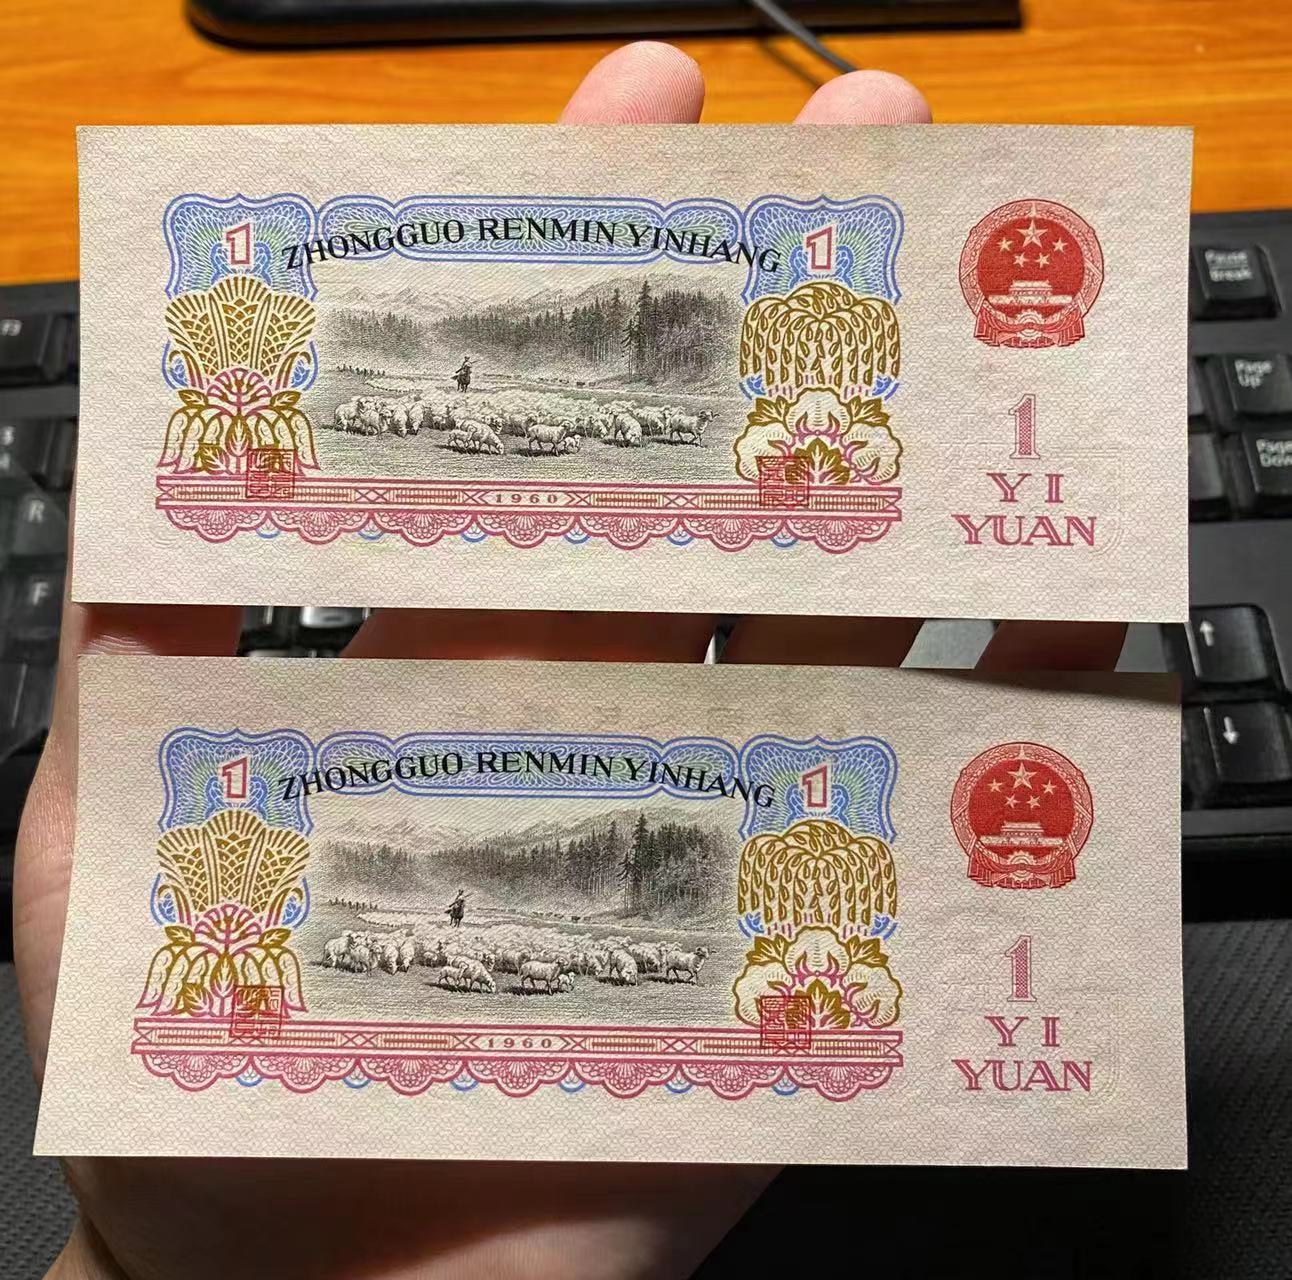 1
ZHONGGUO RENMIN YINHANG
1
1960
1
YI
YUAN
1
ZHONGGUO RENMIN YINHANG
1
1960
1
YI
YUAN
F3
R
F
Pause
Break
Page
Up
Page
Down
↑
↓